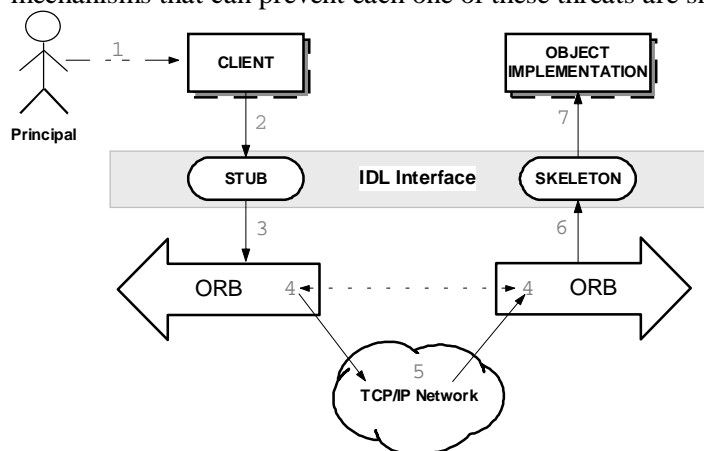 mechanisms that can prevent each one of these threats are
1
CLIENT
OBJECT
IMPLEMENTATION
Principal
2
7
STUB
IDL Interface
SKELETON
3
6
ORB
4
4
ORB
5
TCP/IP Network